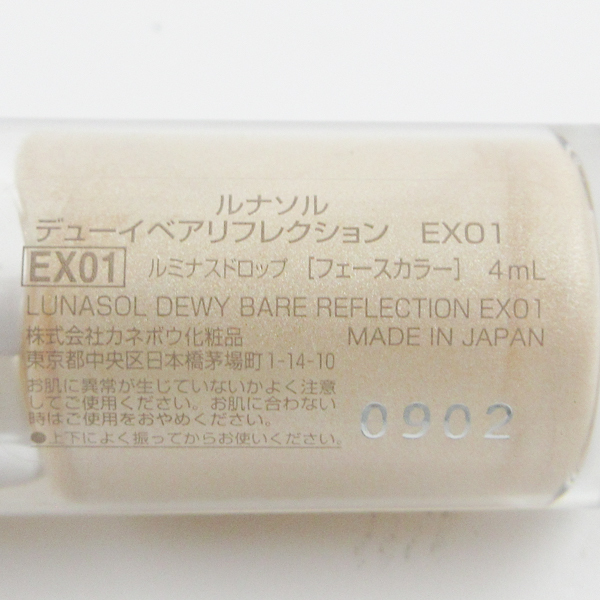 ルナソル
デューイベアリフレクション EX01
EX01 ルミナスドロップ [フェースカラー] 4mL
LUNASOL DEWY BARE REFLECTION EX01
株式会社カネボウ化粧品 MADE IN JAPAN
東京都中央区日本橋茅場町1-14-10
お肌に異常が生じていないかよく注意
してご使用ください。お肌に合わない
時はご使用をおやめください。
●上下によく振ってからお使いください。
0902